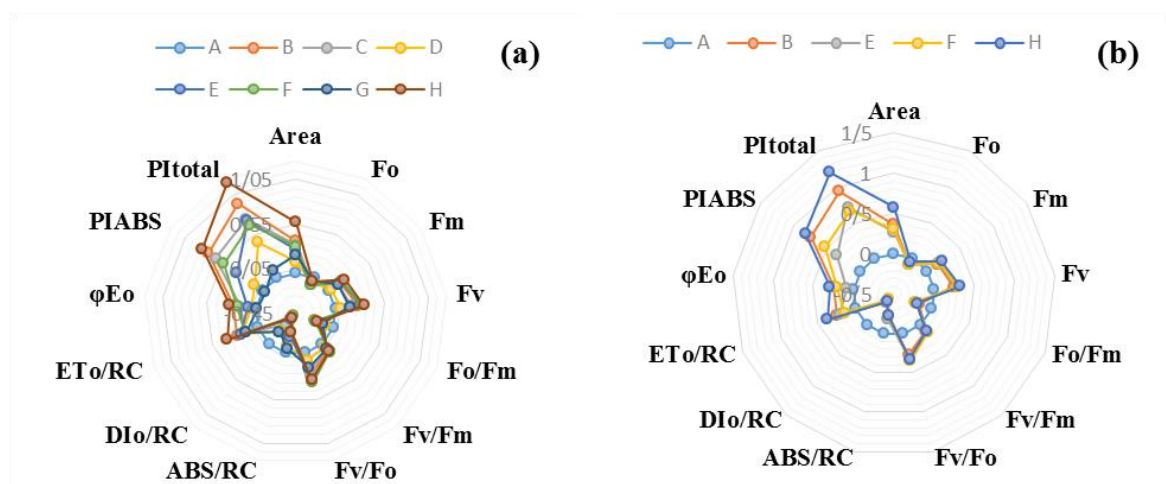 A B C D
E F G H
(a)
Area
Fo
Fm
Fv
Fo/Fm
Fv/Fm
Fv/Fo
ABS/RC
DIo/RC
ETo/RC
φEo
PIABS
PItotal
1/05
0/55
0/05
A B E F H
(b)
Area
Fo
Fm
Fv
Fo/Fm
Fv/Fm
Fv/Fo
ABS/RC
DIo/RC
ETo/RC
φEo
PIABS
PItotal
1/5
1
0/5
0
-0/5